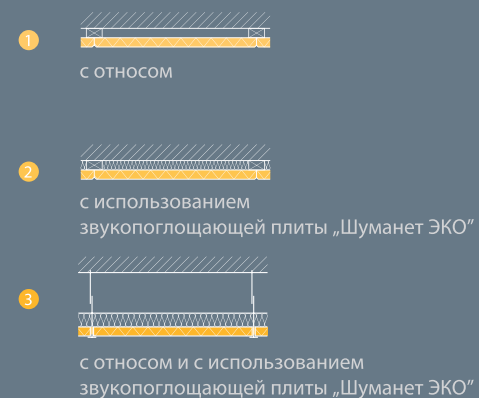 1
с относом
2
с использованием
звукопоглощающей плиты „Шуманет ЭКО”
3
с относом и с использованием
звукопоглощающей плиты „Шуманет ЭКО”